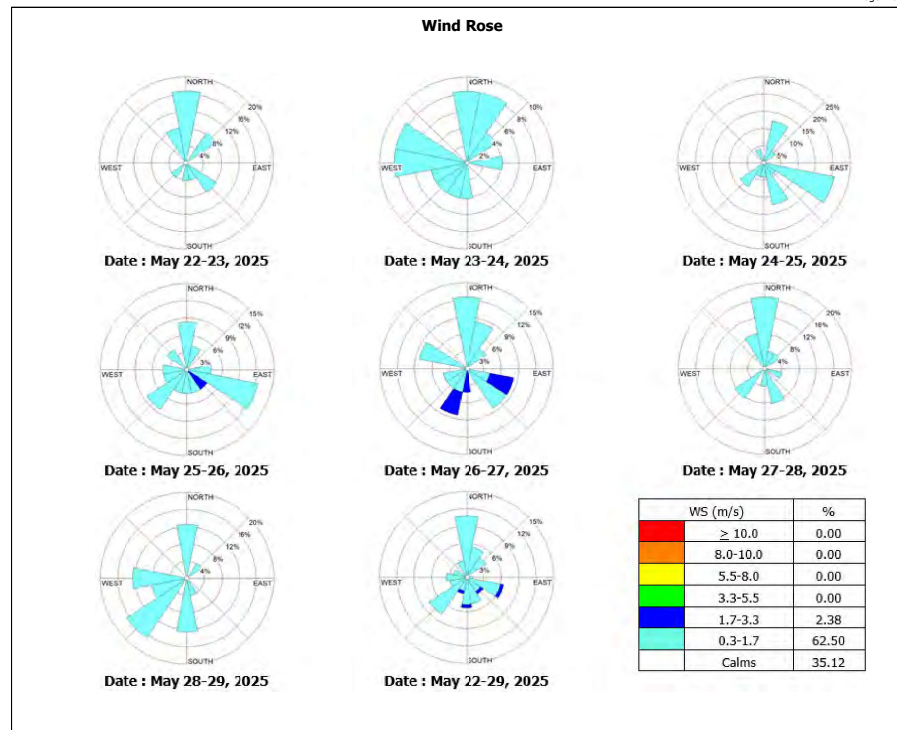 Wind Rose
NORTH
20%
16%
12%
8%
4%
WEST
EAST
SOUTH
Date : May 22-23, 2025
NORTH
10%
8%
6%
4%
2%
WEST
EAST
SOUTH
Date : May 23-24, 2025
NORTH
25%
20%
15%
10%
5%
WEST
EAST
SOUTH
Date : May 24-25, 2025
NORTH
15%
12%
9%
6%
3%
WEST
EAST
SOUTH
Date : May 25-26, 2025
NORTH
15%
12%
9%
6%
3%
WEST
EAST
SOUTH
Date : May 26-27, 2025
NORTH
20%
16%
12%
8%
4%
WEST
EAST
SOUTH
Date : May 27-28, 2025
NORTH
20%
16%
12%
8%
4%
WEST
EAST
SOUTH
Date : May 28-29, 2025
NORTH
15%
12%
9%
6%
3%
WEST
EAST
SOUTH
Date : May 22-29, 2025
WS (m/s) %
≥ 10.0 0.00
8.0-10.0 0.00
5.5-8.0 0.00
3.3-5.5 0.00
1.7-3.3 2.38
0.3-1.7 62.50
Calms 35.12